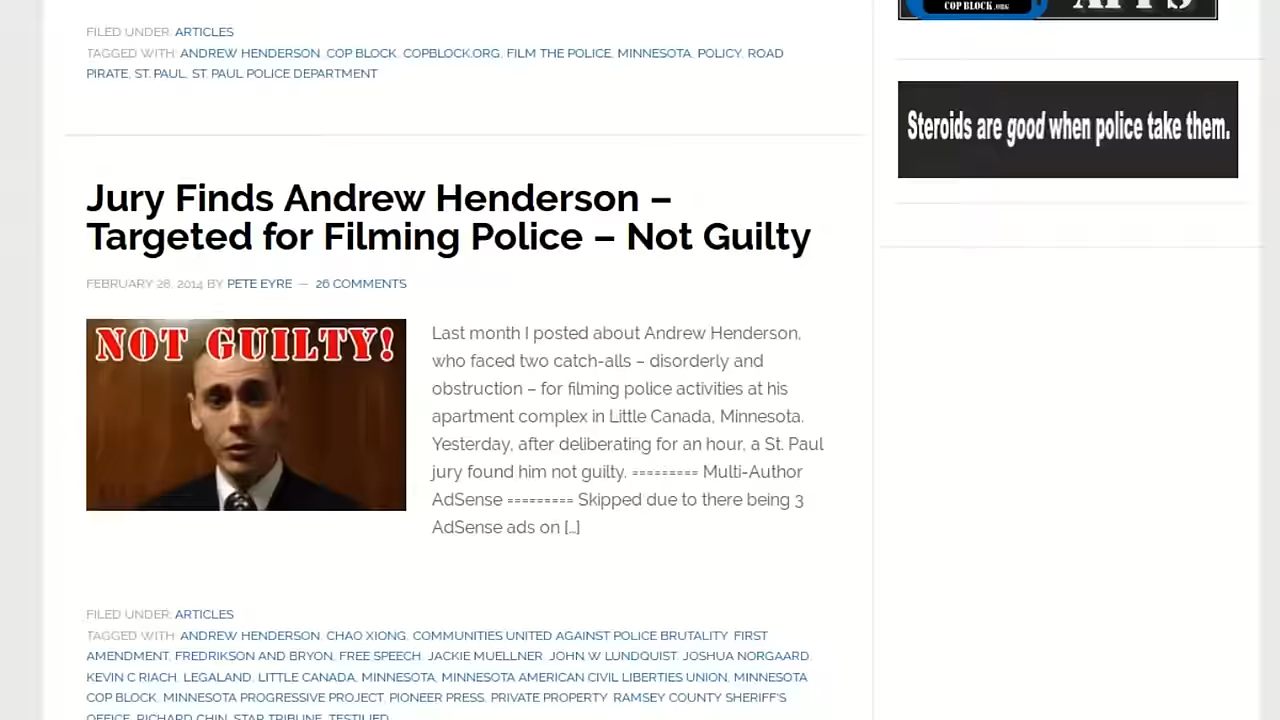 COP BLOCK.ORG
APPS
FILED UNDER: ARTICLES
TAGGED WITH: ANDREW HENDERSON, COP BLOCK, COPBLOCK.ORG, FILM THE POLICE, MINNESOTA, POLICY, ROAD
PIRATE, ST. PAUL, ST. PAUL POLICE DEPARTMENT
Steroids are good when police take them.
Jury Finds Andrew Henderson –
Targeted for Filming Police – Not Guilty
FEBRUARY 28, 2014 BY PETE EYRE — 26 COMMENTS
NOT GUILTY!
Last month I posted about Andrew Henderson,
who faced two catch-alls – disorderly and
obstruction – for filming police activities at his
apartment complex in Little Canada, Minnesota.
Yesterday, after deliberating for an hour, a St. Paul
jury found him not guilty. ========= Multi-Author
AdSense ========= Skipped due to there being 3
AdSense ads on [...]
FILED UNDER: ARTICLES
TAGGED WITH: ANDREW HENDERSON, CHAO XIONG, COMMUNITIES UNITED AGAINST POLICE BRUTALITY, FIRST
AMENDMENT, FREDRIKSON AND BRYON, FREE SPEECH, JACKIE MUELLNER, JOHN W LUNDQUIST, JOSHUA NORGAARD,
KEVIN C RIACH, LEGALAND, LITTLE CANADA, MINNESOTA, MINNESOTA AMERICAN CIVIL LIBERTIES UNION, MINNESOTA
COP BLOCK, MINNESOTA PROGRESSIVE PROJECT, PIONEER PRESS, PRIVATE PROPERTY, RAMSEY COUNTY SHERIFF'S
OFFICE, RICHARD CHIN, STAR TRIBUNE, TESTILIED